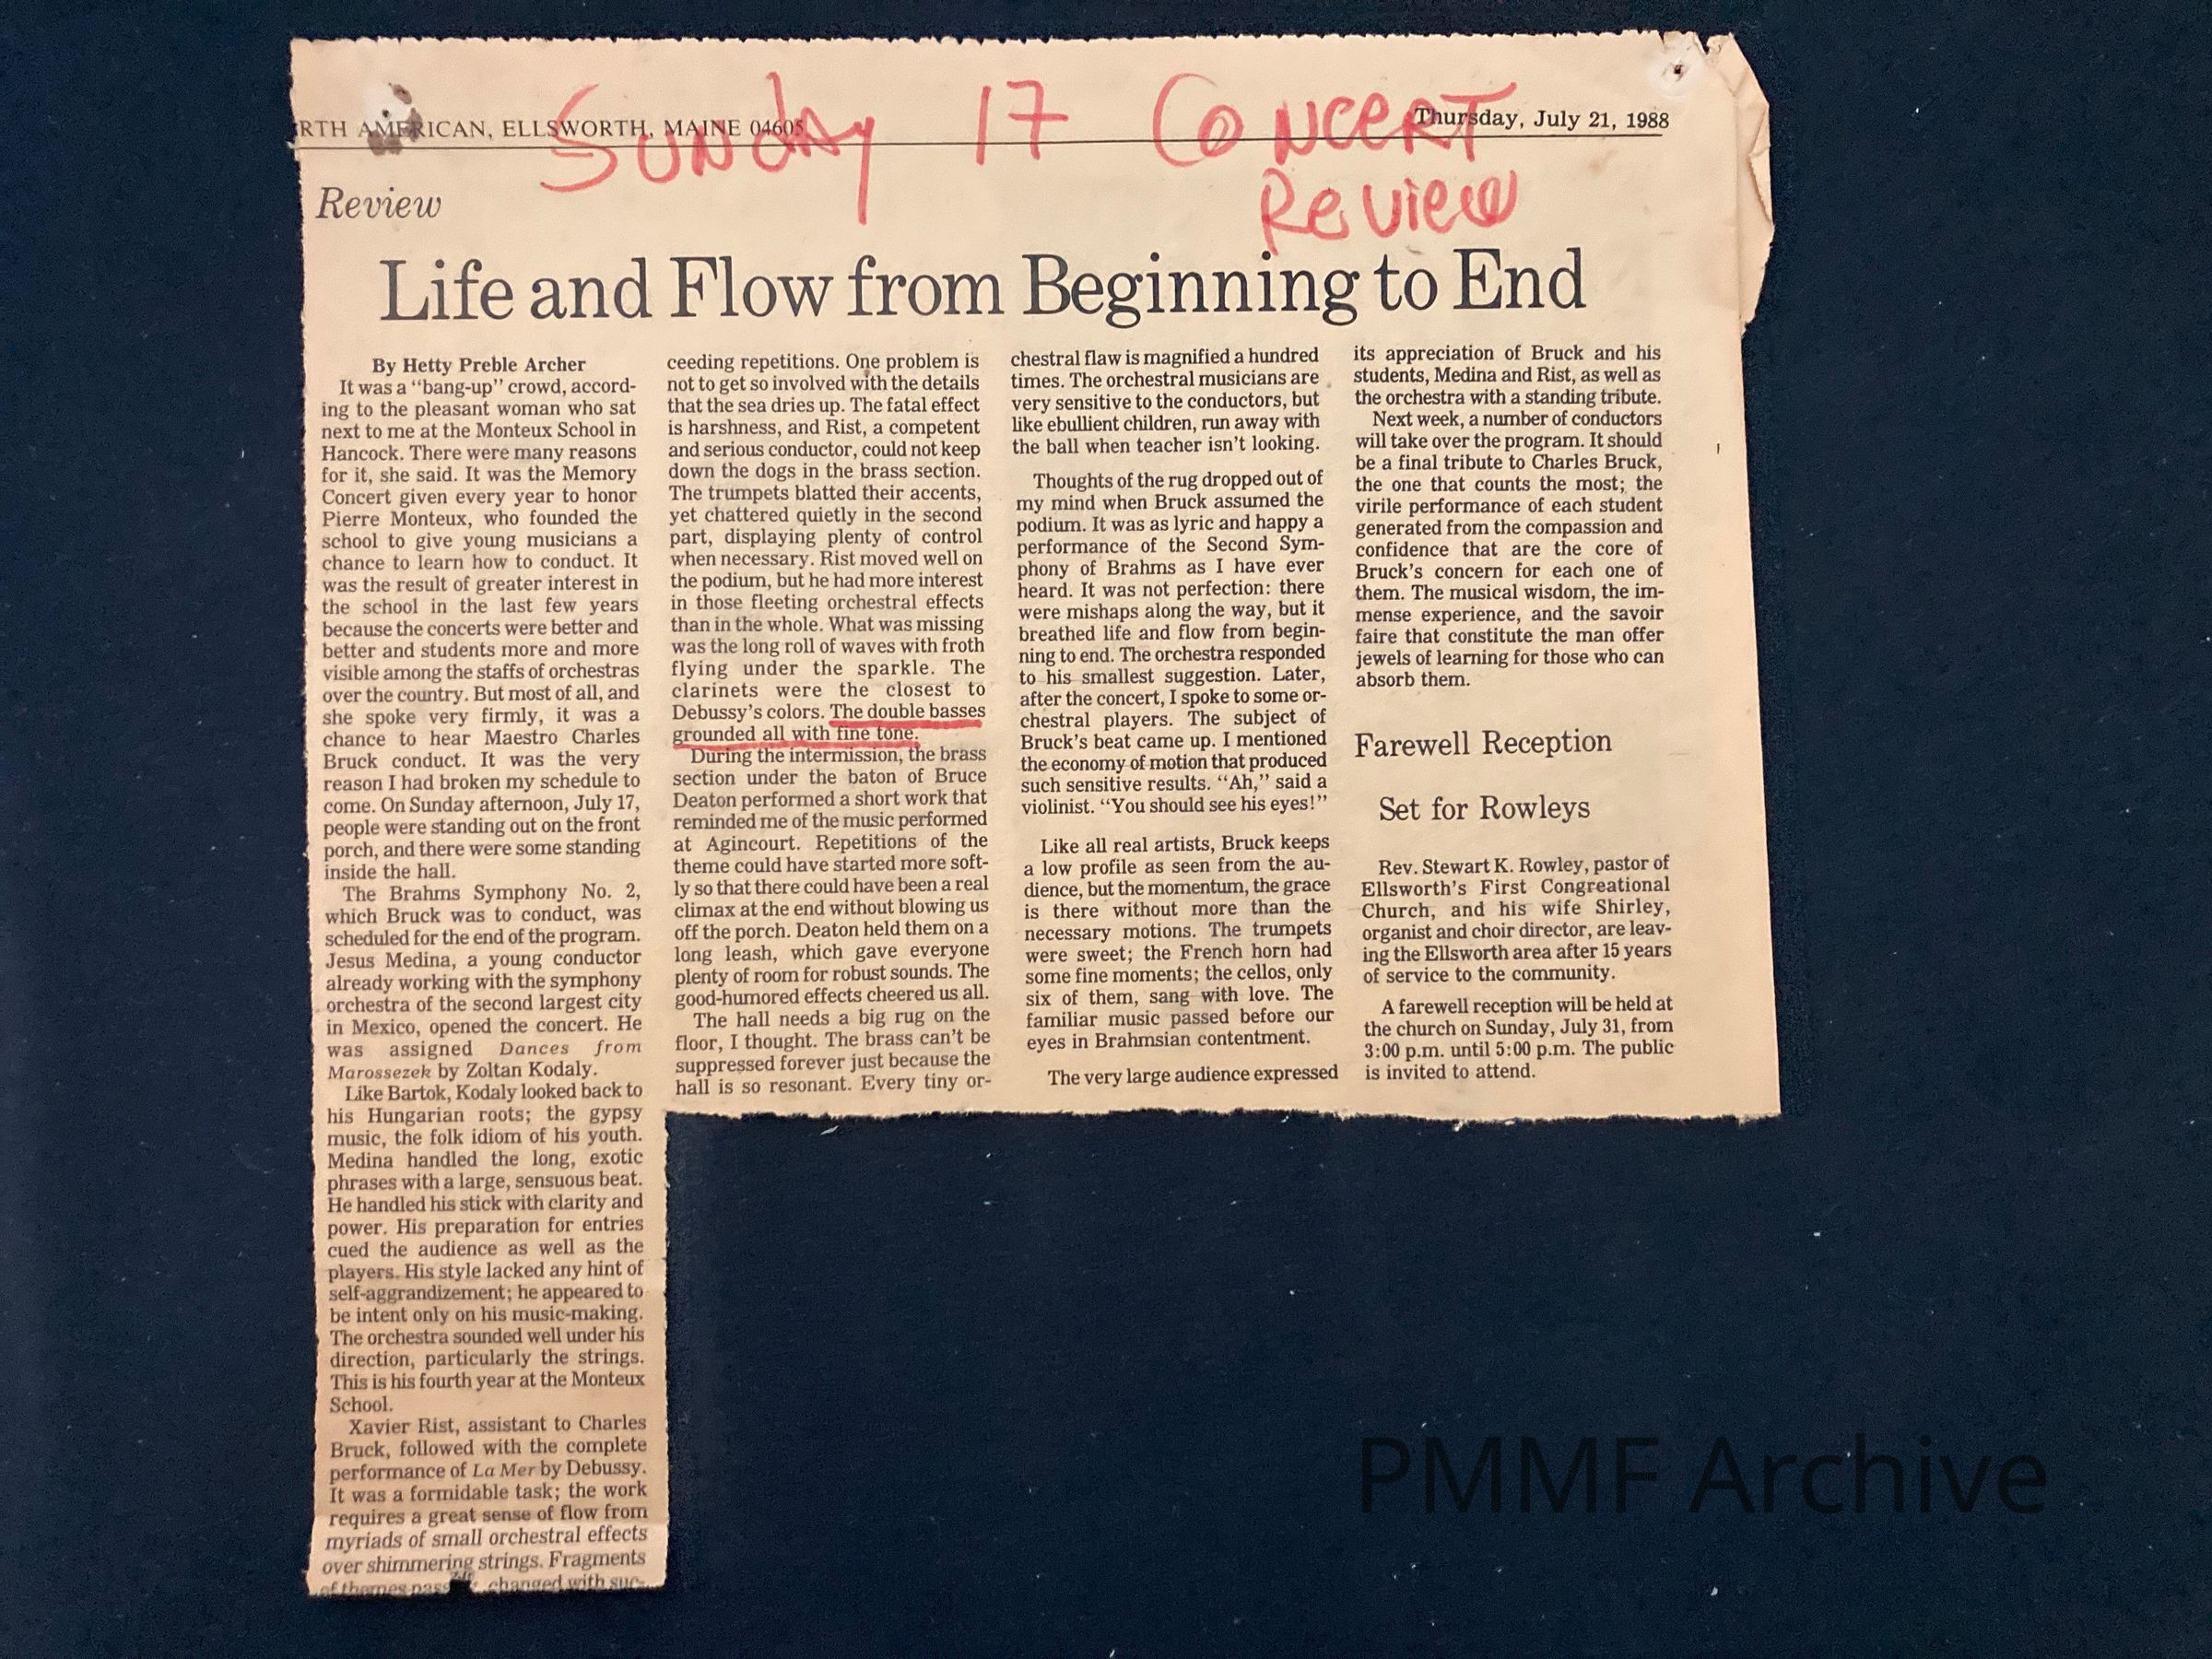 RTH AMERICAN, ELLSWORTH, MAINE 04605
Thursday, July 21, 1988
Sunday 17 Concert
Review
Review
Life and Flow from Beginning to End
By Hetty Preble Archer
It was a "bang-up" crowd, accord-
ing to the pleasant woman who sat
next to me at the Monteux School in
Hancock. There were many reasons
for it, she said. It was the Memory
Concert given every year to honor
Pierre Monteux, who founded the
school to give young musicians a
chance to learn how to conduct. It
was the result of greater interest in
the school in the last few years
because the concerts were better and
better and students more and more
visible among the staffs of orchestras
over the country. But most of all, and
she spoke very firmly, it was a
chance to hear Maestro Charles
Bruck conduct. It was the very
reason I had broken my schedule to
come. On Sunday afternoon, July 17,
people were standing out on the front
porch, and there were some standing
inside the hall.
The Brahms Symphony No. 2,
which Bruck was to conduct, was
scheduled for the end of the program.
Jesus Medina, a young conductor
already working with the symphony
orchestra of the second largest city
in Mexico, opened the concert. He
was assigned Dances from
Marossezek by Zoltan Kodaly.
Like Bartok, Kodaly looked back to
his Hungarian roots; the gypsy
music, the folk idiom of his youth.
Medina handled the long, exotic
phrases with a large, sensuous beat.
He handled his stick with clarity and
power. His preparation for entries
cued the audience as well as the
players. His style lacked any hint of
self-aggrandizement; he appeared to
be intent only on his music-making.
The orchestra sounded well under his
direction, particularly the strings.
This is his fourth year at the Monteux
School.
Xavier Rist, assistant to Charles
Bruck, followed with the complete
performance of La Mer by Debussy.
It was a formidable task; the work
requires a great sense of flow from
myriads of small orchestral effects
over shimmering strings. Fragments
of themes pass changed with suc-
ceeding repetitions. One problem is
not to get so involved with the details
that the sea dries up. The fatal effect
is harshness, and Rist, a competent
and serious conductor, could not keep
down the dogs in the brass section.
The trumpets blatted their accents,
yet chattered quietly in the second
part, displaying plenty of control
when necessary. Rist moved well on
the podium, but he had more interest
in those fleeting orchestral effects
than in the whole. What was missing
was the long roll of waves with froth
flying under the sparkle. The
clarinets were the closest to
Debussy's colors. The double basses
grounded all with fine tone.
During the intermission, the brass
section under the baton of Bruce
Deaton performed a short work that
reminded me of the music performed
at Agincourt. Repetitions of the
theme could have started more soft-
ly so that there could have been a real
climax at the end without blowing us
off the porch. Deaton held them on a
long leash, which gave everyone
plenty of room for robust sounds. The
good-humored effects cheered us all.
The hall needs a big rug on the
floor, I thought. The brass can't be
suppressed forever just because the
hall is so resonant. Every tiny or-
chestral flaw is magnified a hundred
times. The orchestral musicians are
very sensitive to the conductors, but
like ebullient children, run away with
the ball when teacher isn't looking.
Thoughts of the rug dropped out of
my mind when Bruck assumed the
podium. It was as lyric and happy a
performance of the Second Sym-
phony of Brahms as I have ever
heard. It was not perfection: there
were mishaps along the way, but it
breathed life and flow from begin-
ning to end. The orchestra responded
to his smallest suggestion. Later,
after the concert, I spoke to some or-
chestral players. The subject of
Bruck's beat came up. I mentioned
the economy of motion that produced
such sensitive results. "Ah," said a
violinist. "You should see his eyes!"
Like all real artists, Bruck keeps
a low profile as seen from the au-
dience, but the momentum, the grace
is there without more than the
necessary motions. The trumpets
were sweet; the French horn had
some fine moments; the cellos, only
six of them, sang with love. The
familiar music passed before our
eyes in Brahmsian contentment.
The very large audience expressed
its appreciation of Bruck and his
students, Medina and Rist, as well as
the orchestra with a standing tribute.
Next week, a number of conductors
will take over the program. It should
be a final tribute to Charles Bruck,
the one that counts the most; the
virile performance of each student
generated from the compassion and
confidence that are the core of
Bruck's concern for each one of
them. The musical wisdom, the im-
mense experience, and the savoir
faire that constitute the man offer
jewels of learning for those who can
absorb them.
Farewell Reception
Set for Rowleys
Rev. Stewart K. Rowley, pastor of
Ellsworth's First Congreational
Church, and his wife Shirley,
organist and choir director, are leav-
ing the Ellsworth area after 15 years
of service to the community.
A farewell reception will be held at
the church on Sunday, July 31, from
3:00 p.m. until 5:00 p.m. The public
is invited to attend.
PMMF Archive